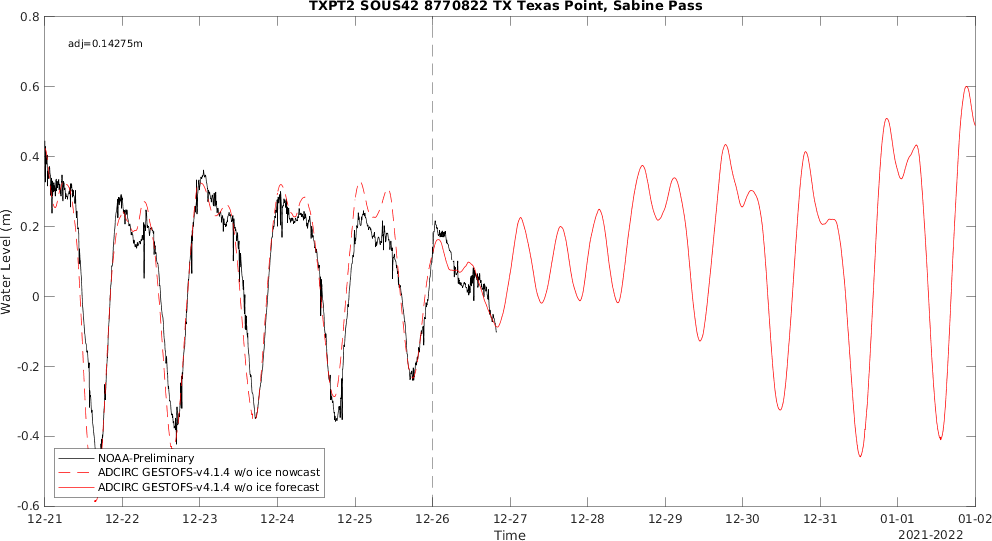 TXPT2 SOUS42 8770822 TX Texas Point, Sabine Pass
adj=0.14275m
0.8
0.6
0.4
0.2
0
-0.2
-0.4
-0.6
Water Level (m)
NOAA-Preliminary
ADCIRC GESTOFS-v4.1.4 w/o ice nowcast
ADCIRC GESTOFS-v4.1.4 w/o ice forecast
12-21 12-22 12-23 12-24 12-25 12-26 12-27 12-28 12-29 12-30 12-31 01-01 01-02
Time
2021-2022